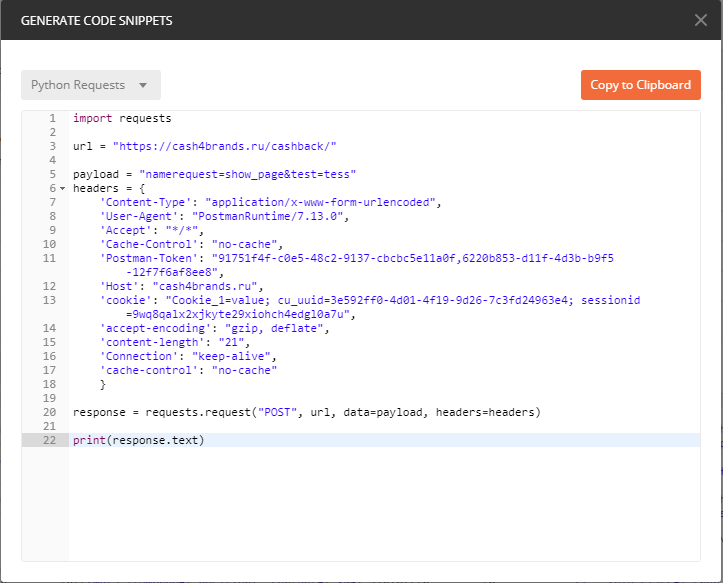 GENERATE CODE SNIPPETS
Python Requests
Copy to Clipboard
1 import requests
2
3 url = "https://cash4brands.ru/cashback/"
4
5 payload = "namerequest=show_page&test=tess"
6 headers = {
7 'Content-Type': "application/x-www-form-urlencoded",
8 'User-Agent': "PostmanRuntime/7.13.0",
9 'Accept': "*/*",
10 'Cache-Control': "no-cache",
11 'Postman-Token': "91751f4f-c0e5-48c2-9137-cbcbc5e11a0f,6220b853-d11f-4d3b-b9f5
-12f7f6af8ee8",
12 'Host': "cash4brands.ru",
13 'cookie': "Cookie_1=value; cu_uuid=3e592ff0-4d01-4f19-9d26-7c3fd24963e4; sessionid
=9wq8qalx2xjkyte29xiohch4edgl0a7u",
14 'accept-encoding': "gzip, deflate",
15 'content-length': "21",
16 'Connection': "keep-alive",
17 'cache-control': "no-cache"
18 }
19
20 response = requests.request("POST", url, data=payload, headers=headers)
21
22 print(response.text)